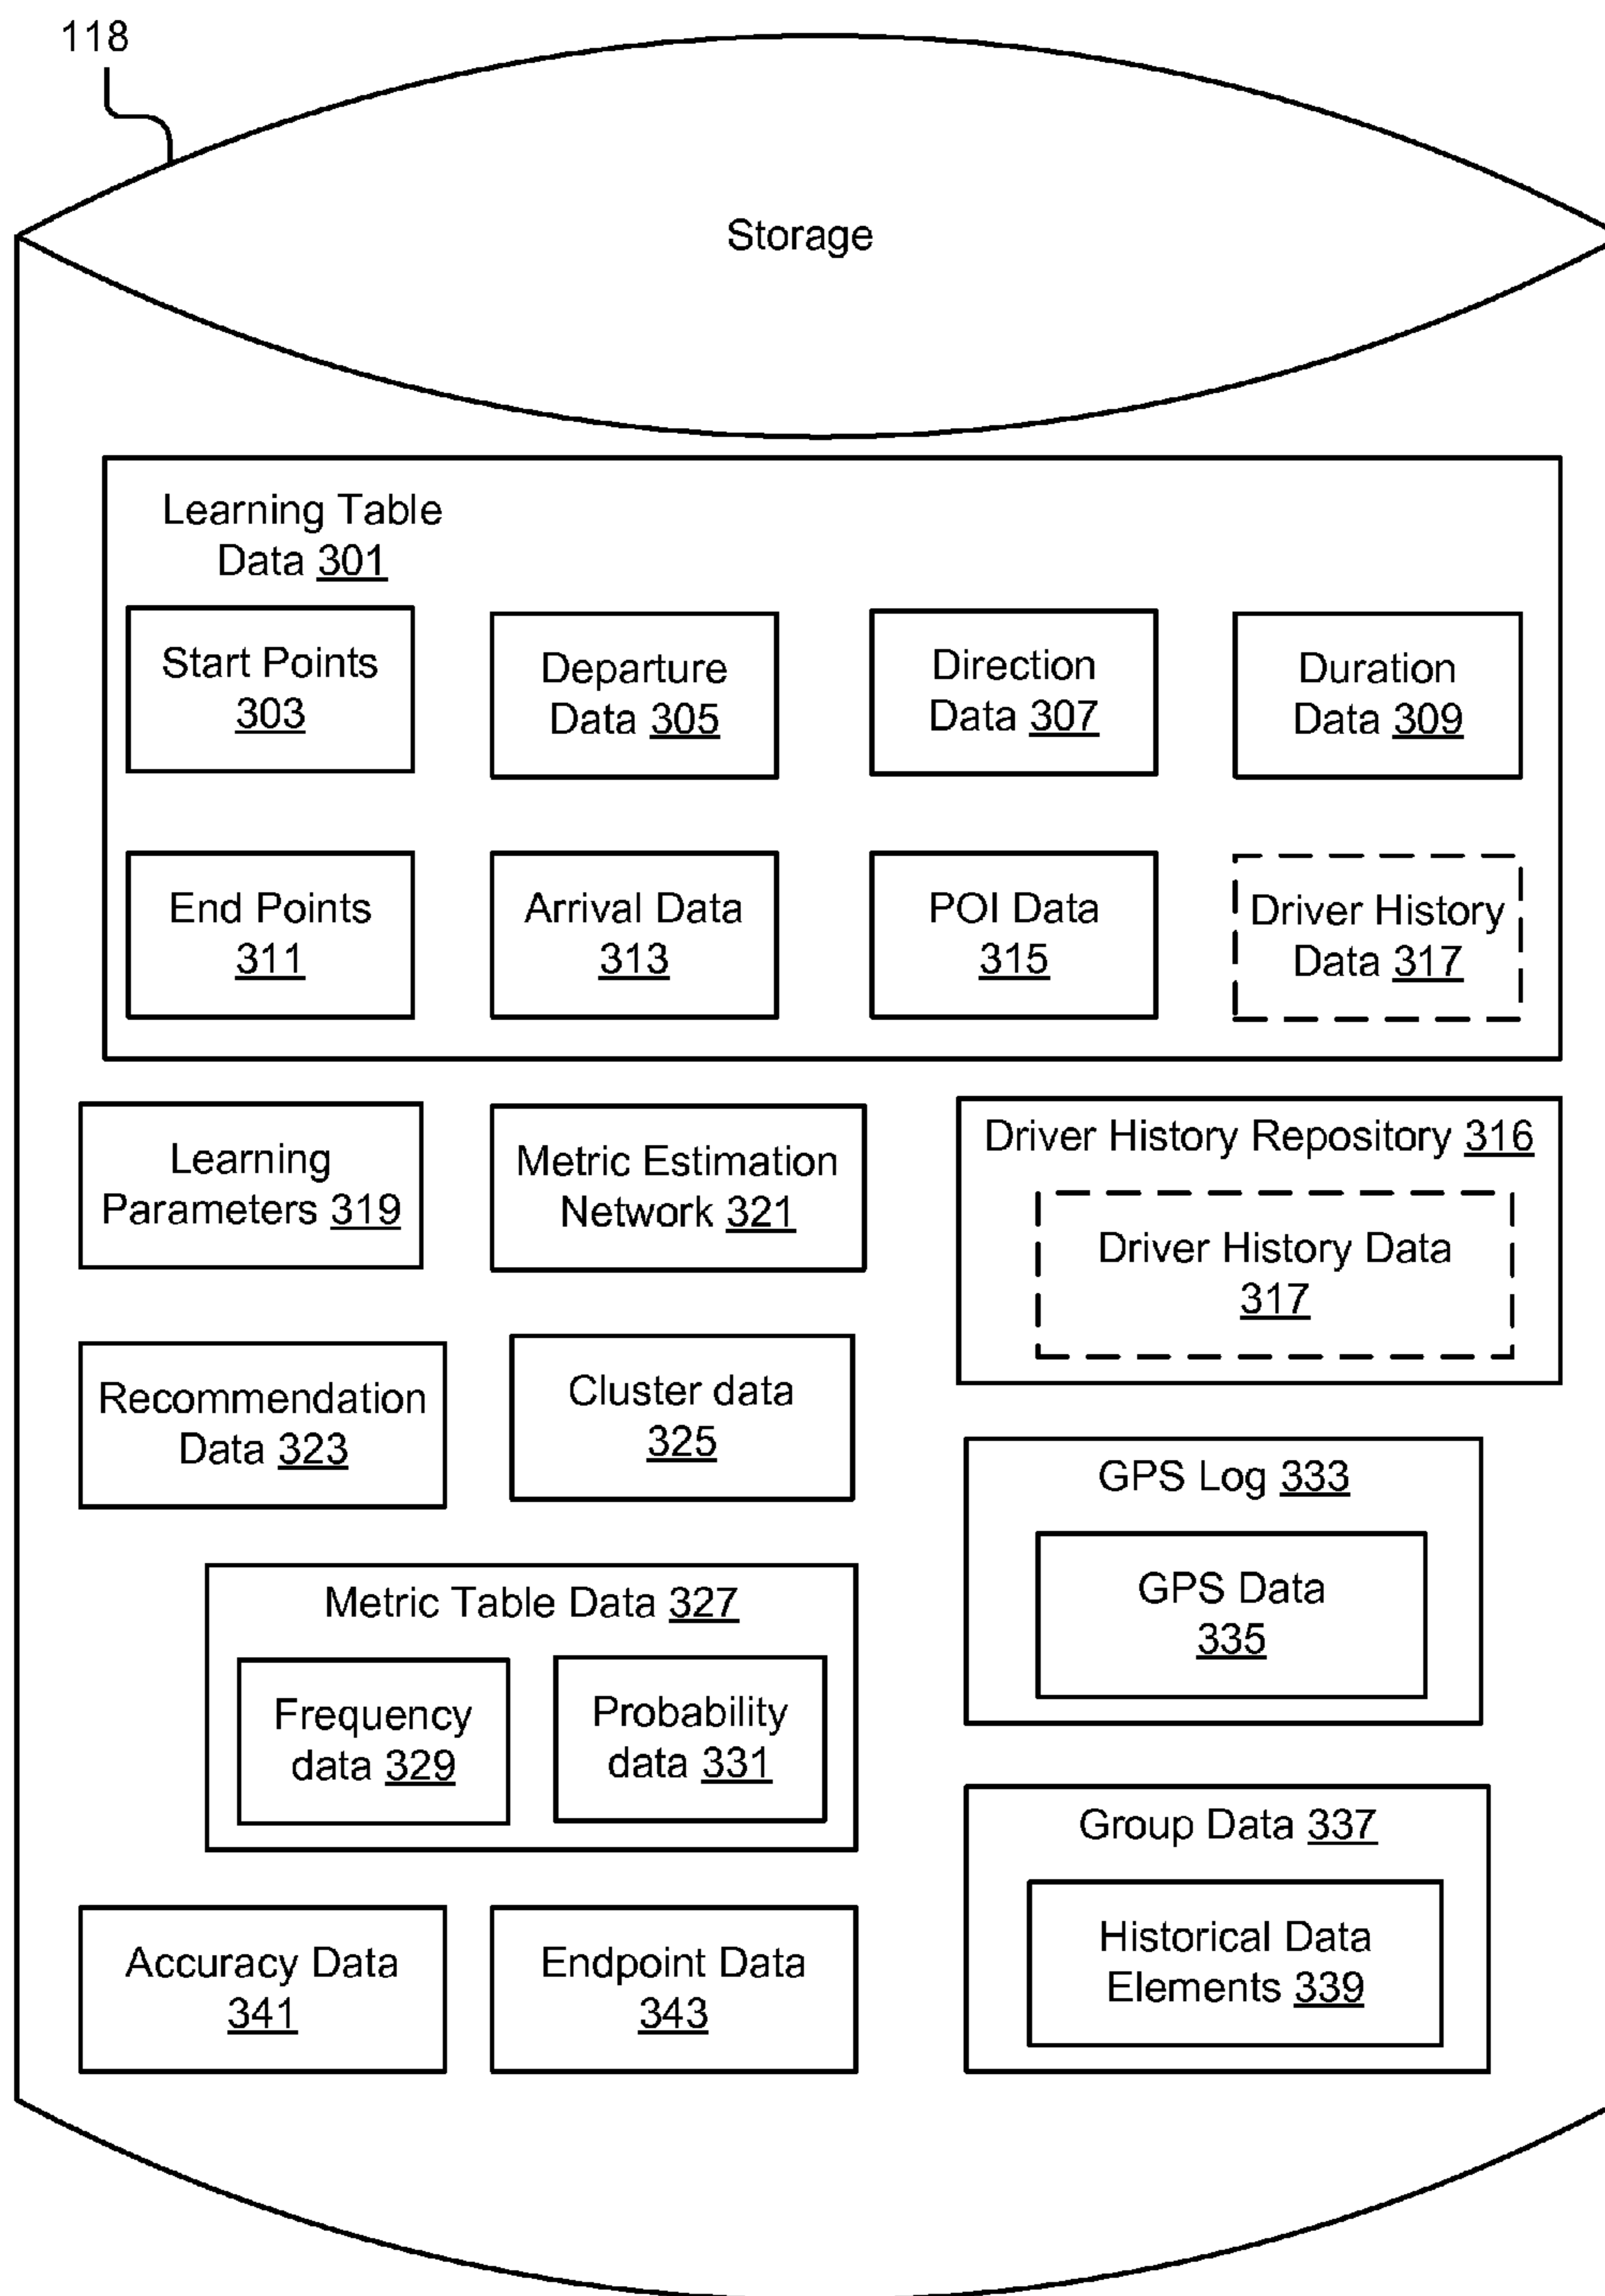 118
Storage
Learning Table
Data 301
Start Points
303
Departure
Data 305
Direction
Data 307
Duration
Data 309
End Points
311
Arrival Data
313
POI Data
315
Driver History
Data 317
Learning
Parameters 319
Metric Estimation
Network 321
Driver History Repository 316
Driver History Data
317
Recommendation
Data 323
Cluster data
325
GPS Log 333
GPS Data
335
Metric Table Data 327
Frequency
data 329
Probability
data 331
Group Data 337
Historical Data
Elements 339
Accuracy Data
341
Endpoint Data
343